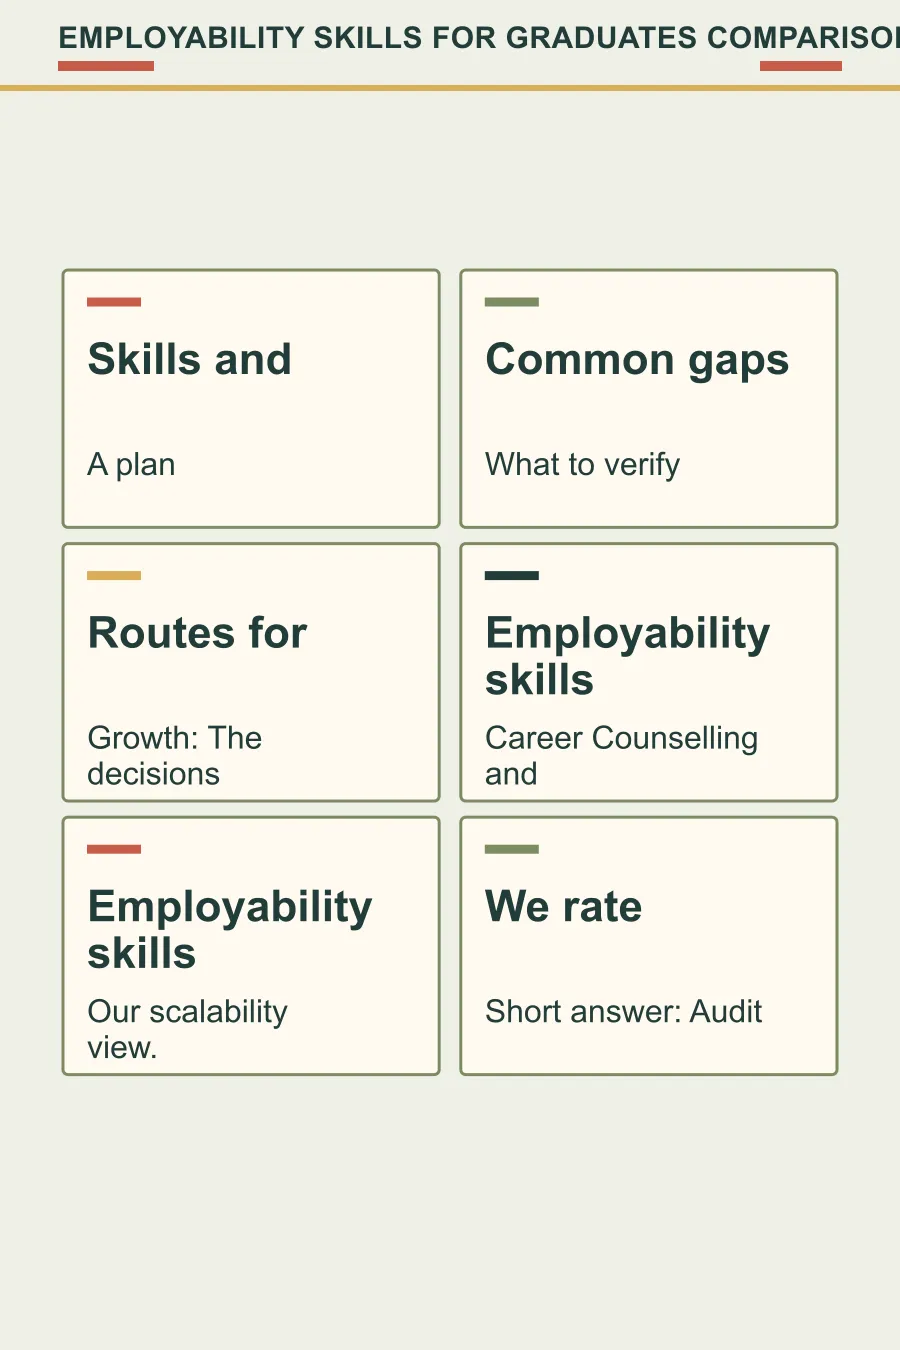 EMPLOYABILITY SKILLS FOR GRADUATES COMPARISO
Skills and
A plan
Common gaps
What to verify
Routes for
Growth: The
decisions
Employability
skills
Career Counselling
and
Employability
skills
Our scalability
view.
We rate
Short answer: Audit